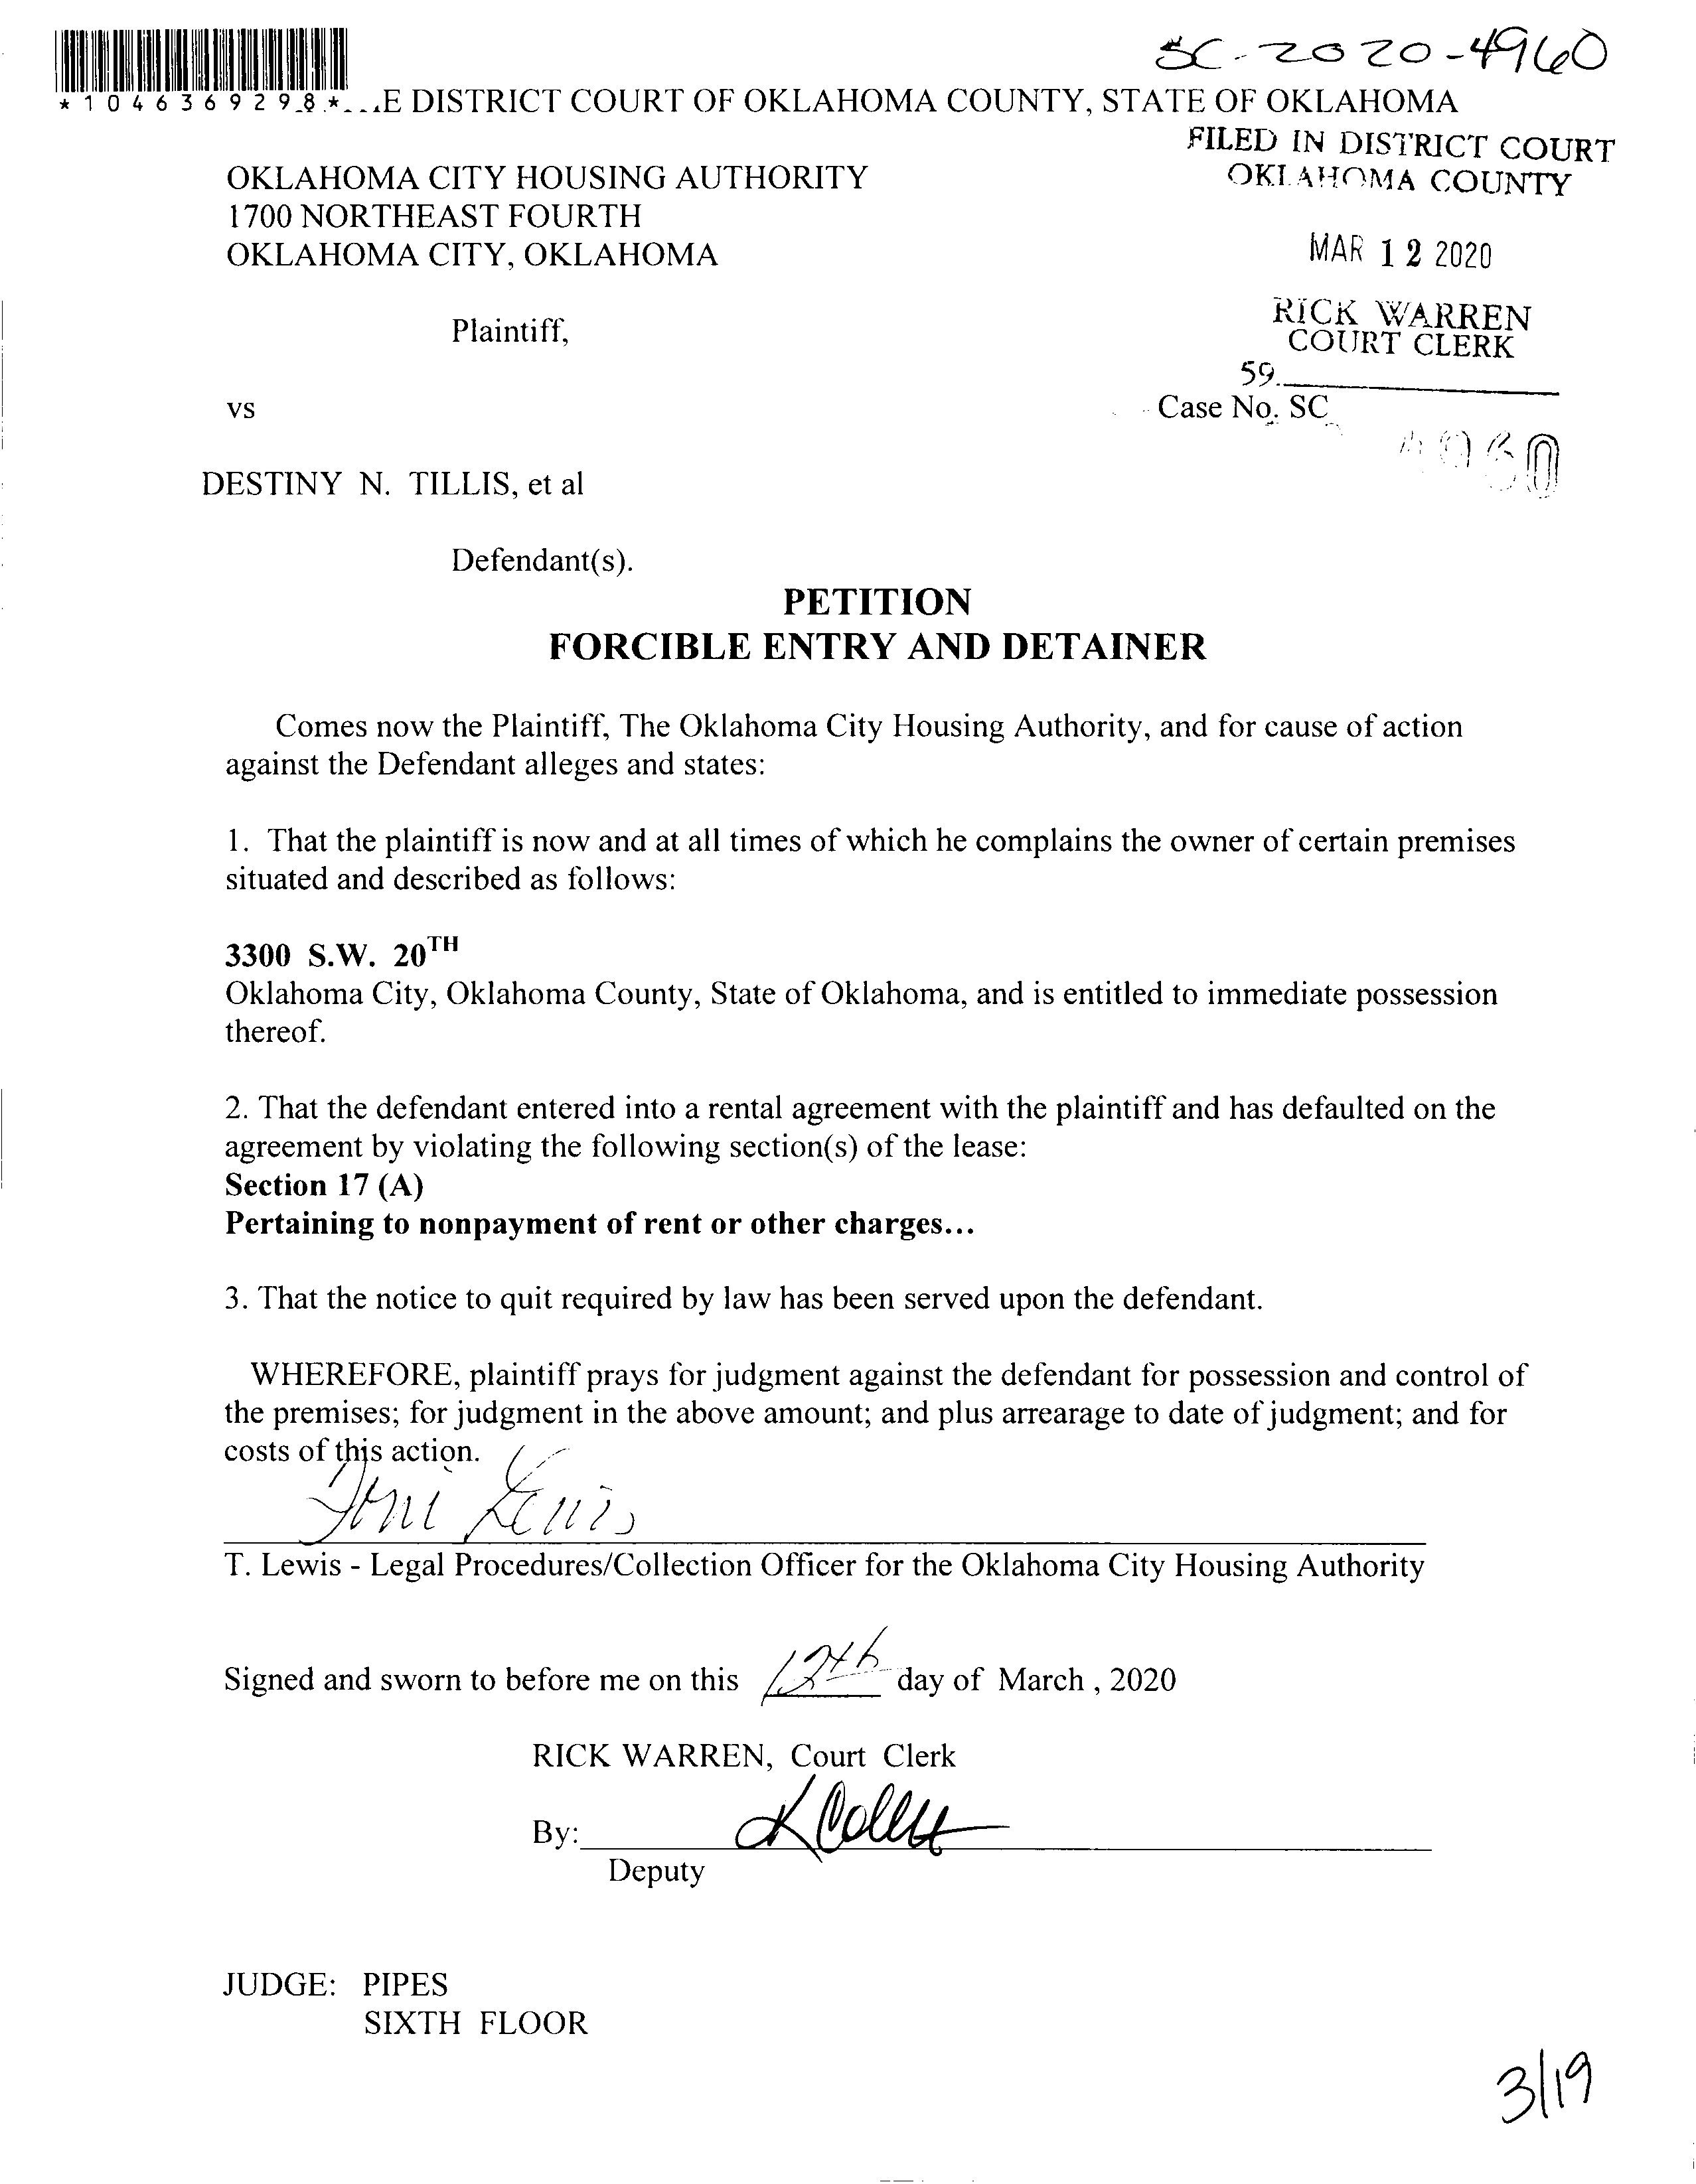 SC-2020-4960
*1046369298*
E DISTRICT COURT OF OKLAHOMA COUNTY, STATE OF OKLAHOMA
FILED IN DISTRICT COURT
OKLAHOMA COUNTY
OKLAHOMA CITY HOUSING AUTHORITY
1700 NORTHEAST FOURTH
OKLAHOMA CITY, OKLAHOMA
MAR 12 2020
RICK WARREN
COURT CLERK
Plaintiff,
59.
vs
Case No. SC
4960
DESTINY N. TILLIS, et al
Defendant(s).
PETITION
FORCIBLE ENTRY AND DETAINER
Comes now the Plaintiff, The Oklahoma City Housing Authority, and for cause of action
against the Defendant alleges and states:
1. That the plaintiff is now and at all times of which he complains the owner of certain premises
situated and described as follows:
3300 S.W. 20TH
Oklahoma City, Oklahoma County, State of Oklahoma, and is entitled to immediate possession
thereof.
2. That the defendant entered into a rental agreement with the plaintiff and has defaulted on the
agreement by violating the following section(s) of the lease:
Section 17 (A)
Pertaining to nonpayment of rent or other charges...
3. That the notice to quit required by law has been served upon the defendant.
WHEREFORE, plaintiff prays for judgment against the defendant for possession and control of
the premises; for judgment in the above amount; and plus arrearage to date of judgment; and for
costs of this action.
Toni Lewis
T. Lewis - Legal Procedures/Collection Officer for the Oklahoma City Housing Authority
Signed and sworn to before me on this 12th day of March , 2020
RICK WARREN, Court Clerk
By:
Deputy
JUDGE: PIPES
SIXTH FLOOR
3/19